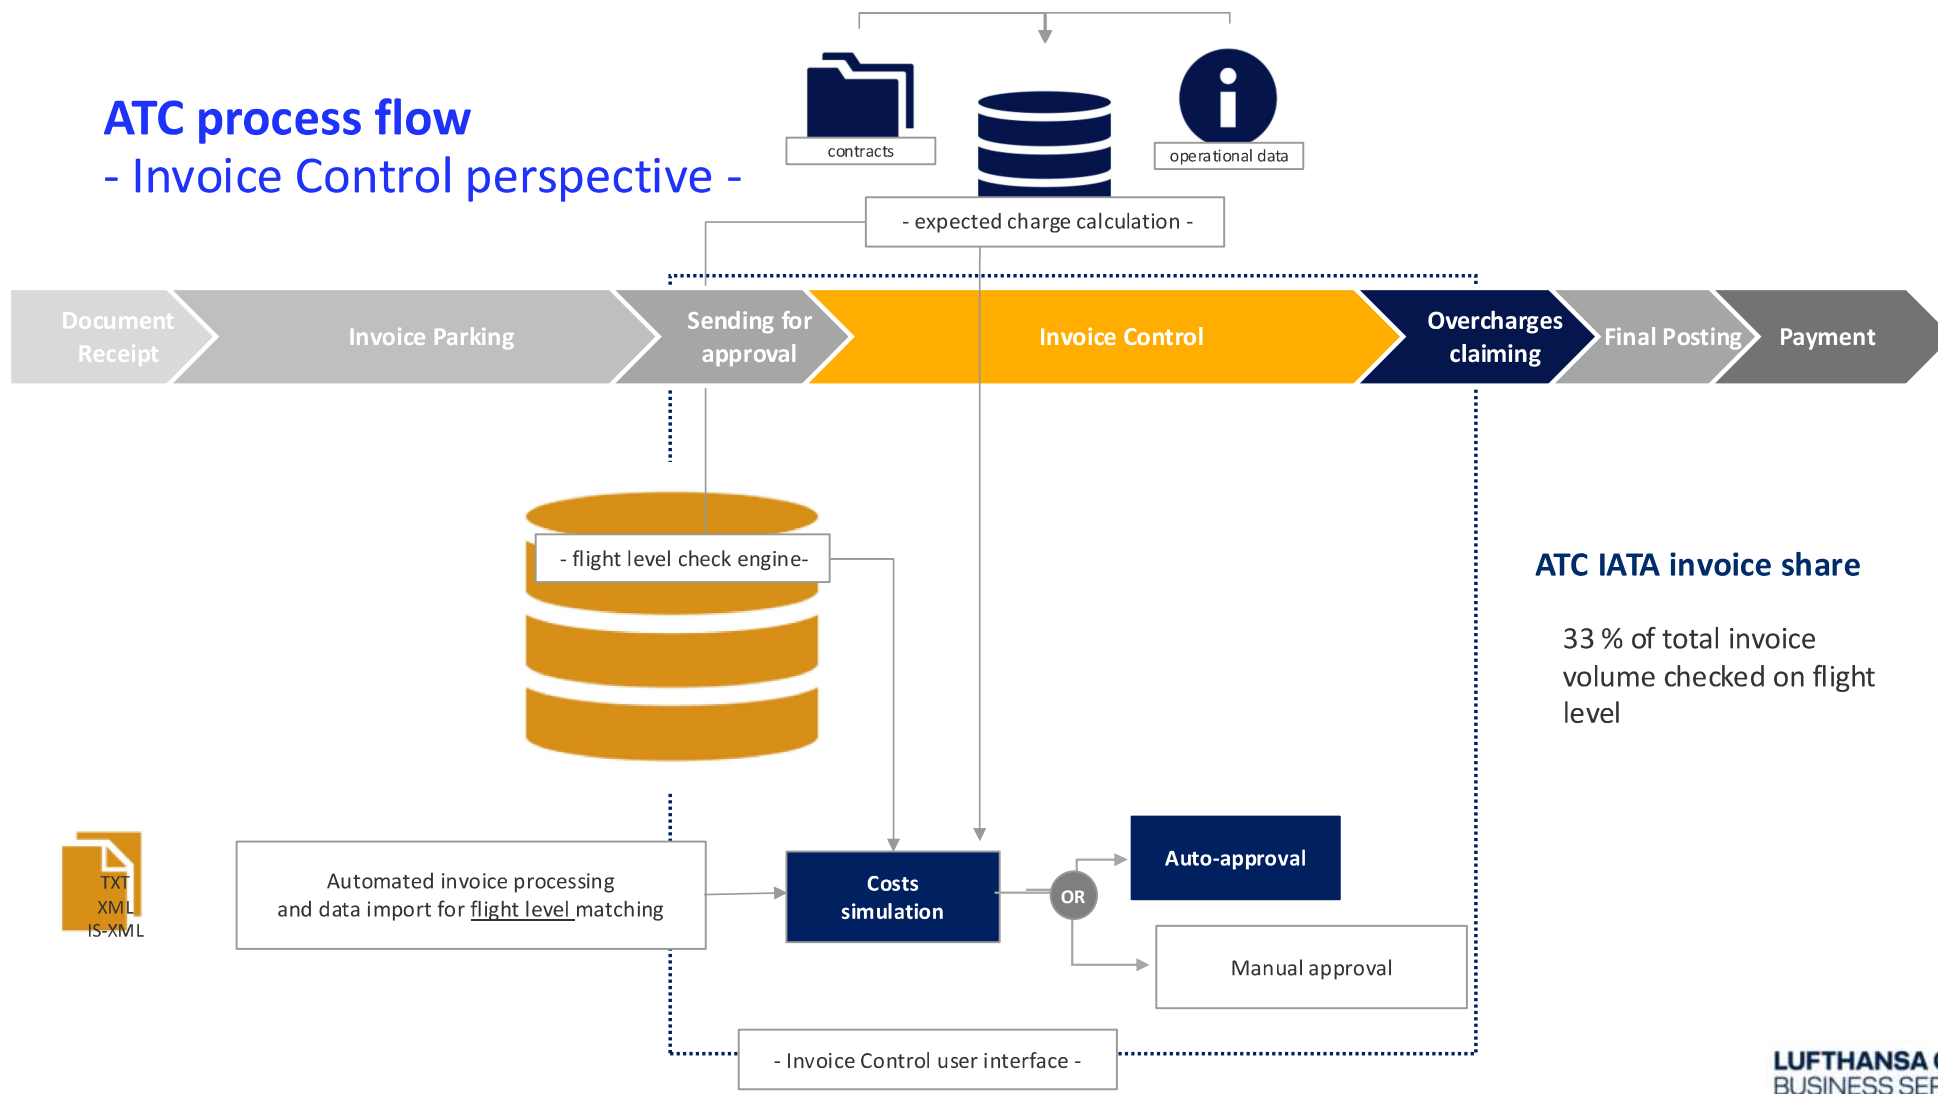 ATC process flow
- Invoice Control perspective -
contracts
operational data
- expected charge calculation -
Document
Receipt
Invoice Parking
Sending for
approval
Invoice Control
Overcharges
claiming
Final Posting
Payment
- flight level check engine-
ATC IATA invoice share
33 % of total invoice
volume checked on flight
level
TXT
XML
IS-XML
Automated invoice processing
and data import for flight level matching
Costs
simulation
OR
Auto-approval
Manual approval
- Invoice Control user interface -
LUFTHANSA
BUSINESS